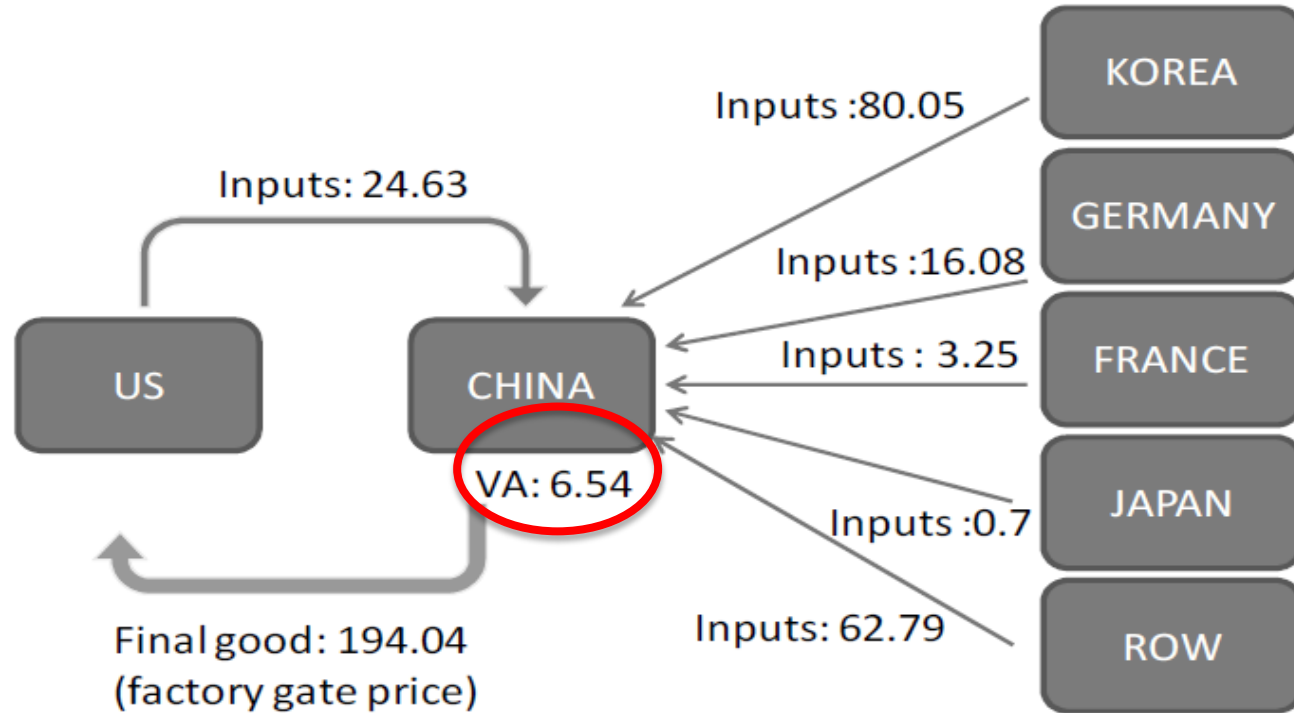 KOREA
Inputs :80.05
Inputs: 24.63
GERMANY
Inputs :16.08
Inputs : 3.25
FRANCE
US
CHINA
VA: 6.54
JAPAN
Inputs :0.7
Inputs: 62.79
Final good: 194.04
(factory gate price)
ROW